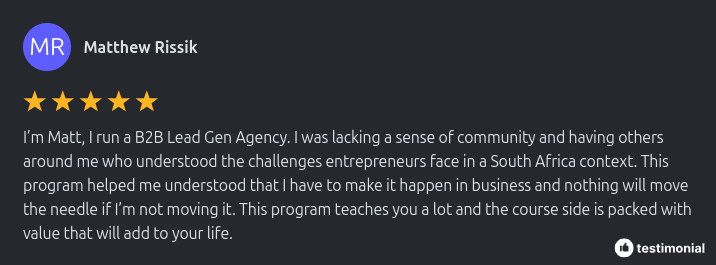 MR
Matthew Rissik
I'm Matt, I run a B2B Lead Gen Agency. I was lacking a sense of community and having others
around me who understood the challenges entrepreneurs face in a South Africa context. This
program helped me understood that I have to make it happen in business and nothing will move
the needle if I'm not moving it. This program teaches you a lot and the course side is packed with
value that will add to your life.
testimonial